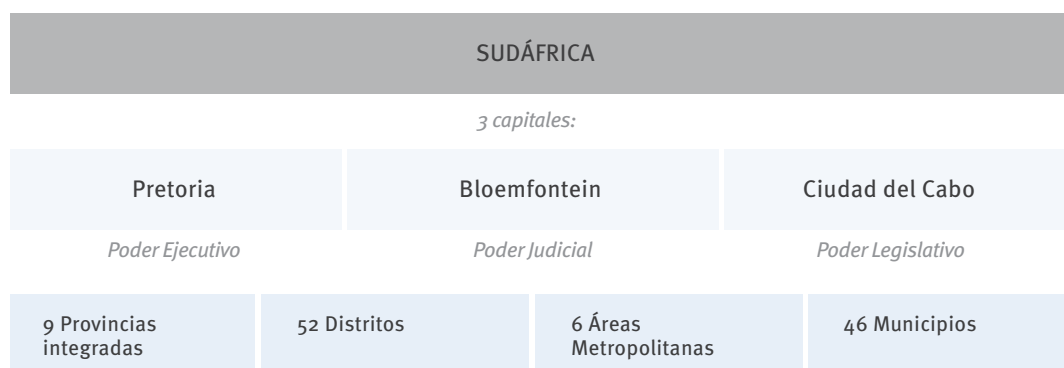 SUDÁFRICA
3 capitales:
Pretoria
Bloemfontein
Ciudad del Cabo
Poder Ejecutivo
Poder Judicial
Poder Legislativo
9 Provincias
integradas
52 Distritos
6 Áreas
Metropolitanas
46 Municipios